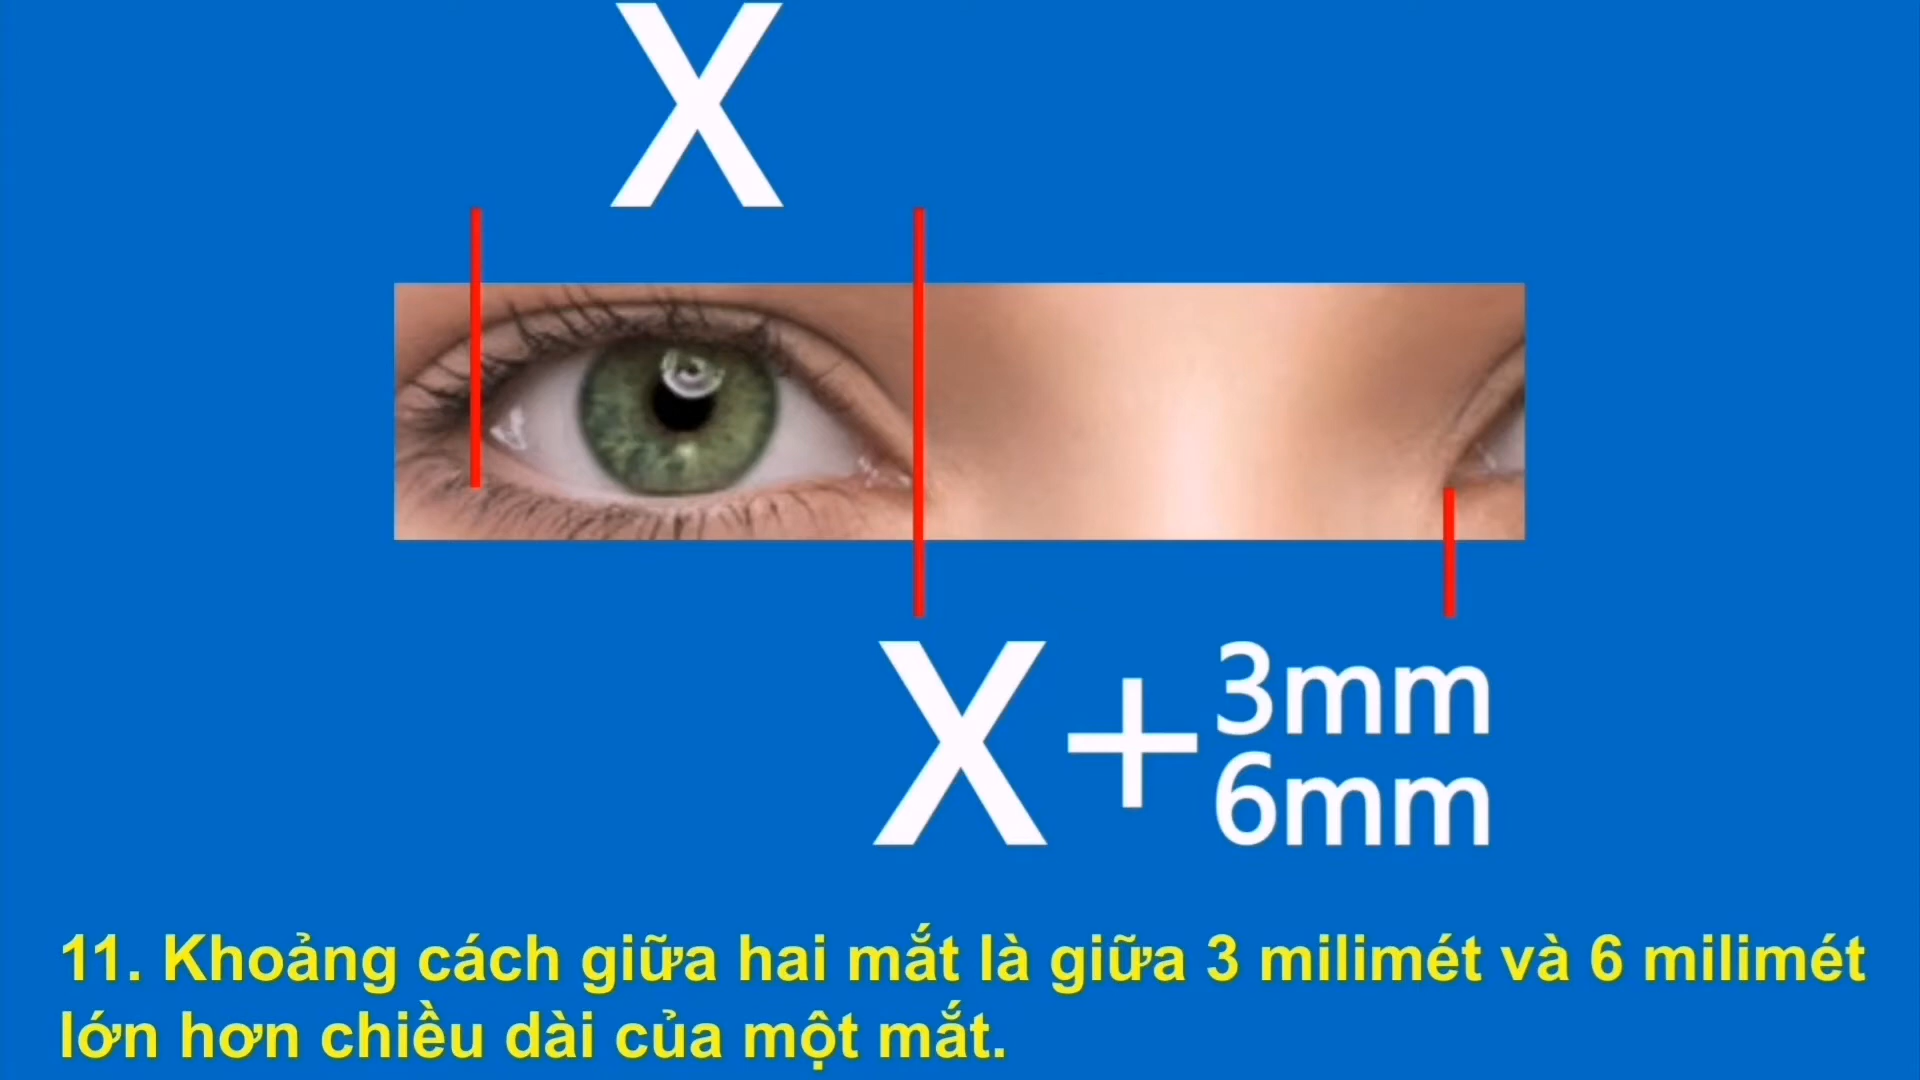 X
X+3mm
6mm
11. Khoảng cách giữa hai mắt là giữa 3 milimét và 6 milimét
lớn hơn chiều dài của một mắt.